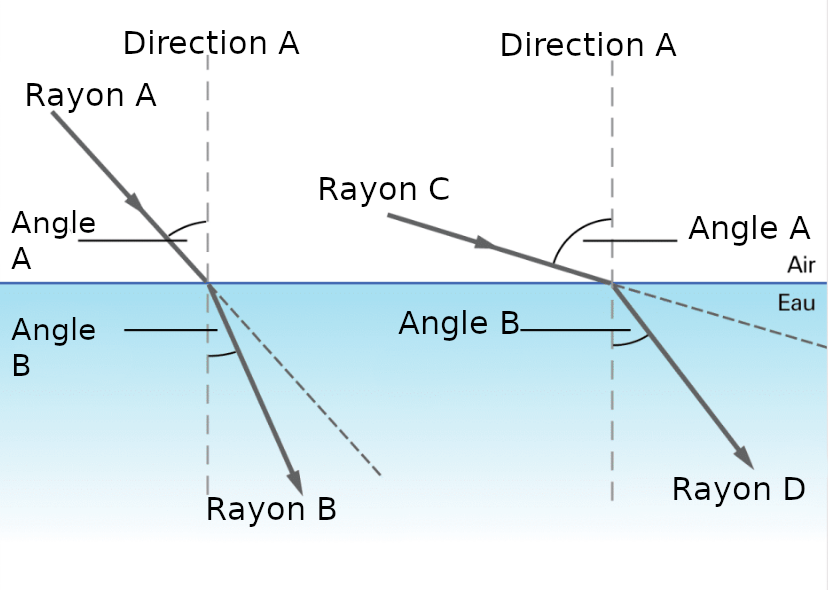 Direction A
Direction A
Rayon A
Rayon C
Angle
A
Angle A
Air
Eau
Angle
B
Angle B
Rayon B
Rayon D